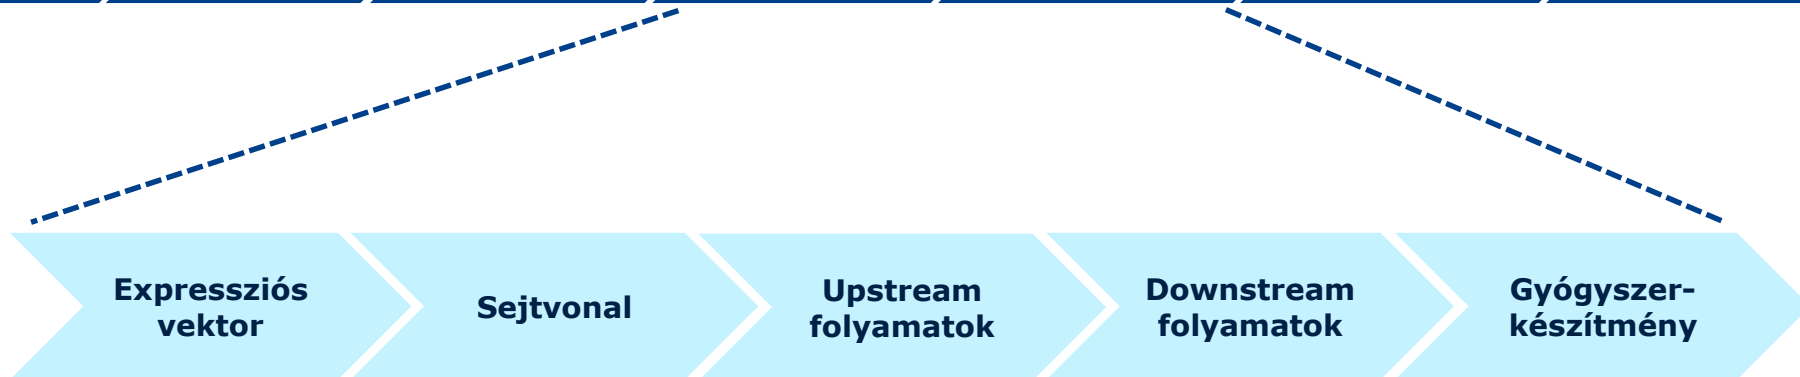 Expressziós
vektor
Sejtvonal
Upstream
folyamatok
Downstream
folyamatok
Gyógyszer-
készítmény